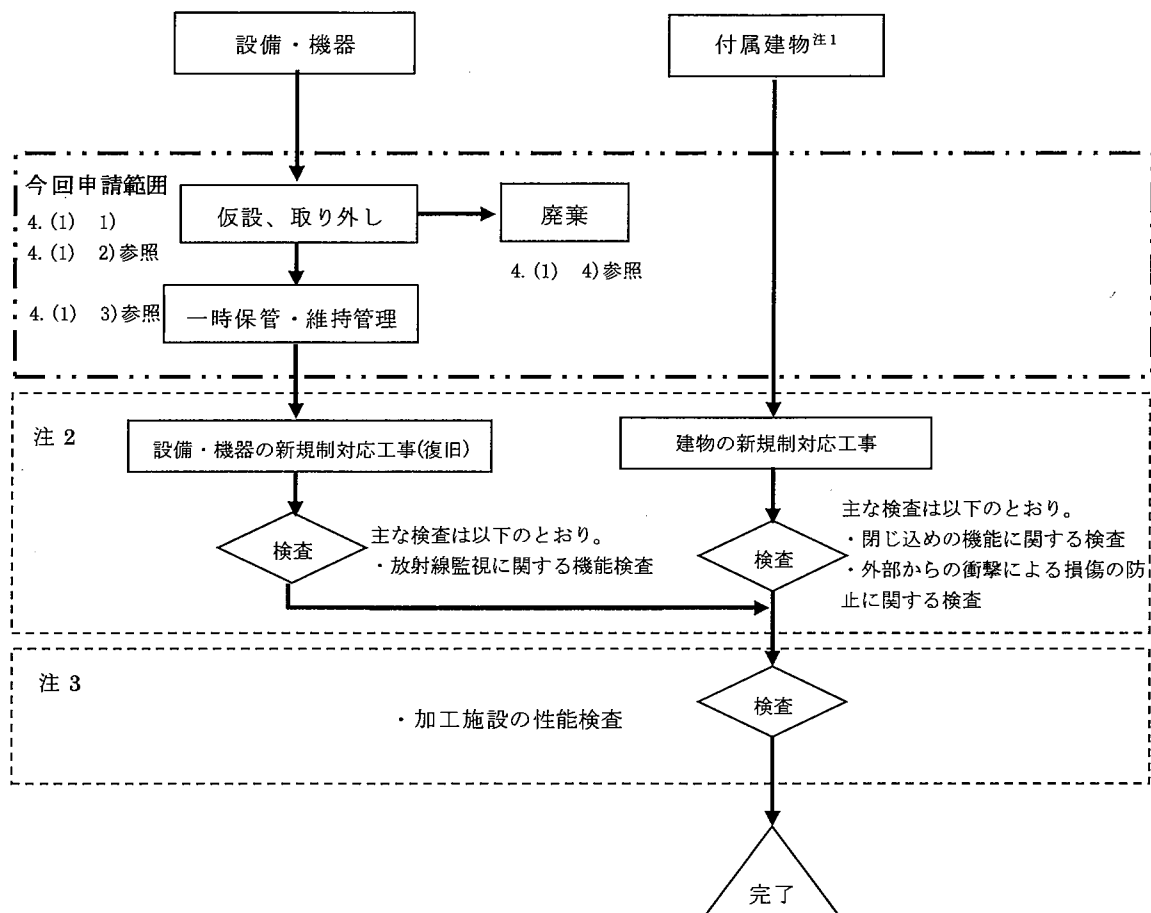 設備・機器
付属建物注1
今回申請範囲
4. (1) 1)
4. (1) 2)参照
仮設、取り外し
廃棄
4. (1) 4)参照
4. (1) 3)参照
一時保管・維持管理
注 2
設備・機器の新規制対応工事(復旧)
建物の新規制対応工事
検査
主な検査は以下のとおり。
・放射線監視に関する機能検査
検査
主な検査は以下のとおり。
・閉じ込めの機能に関する検査
・外部からの衝撃による損傷の防
止に関する検査
注 3
・加工施設の性能検査
検査
完了